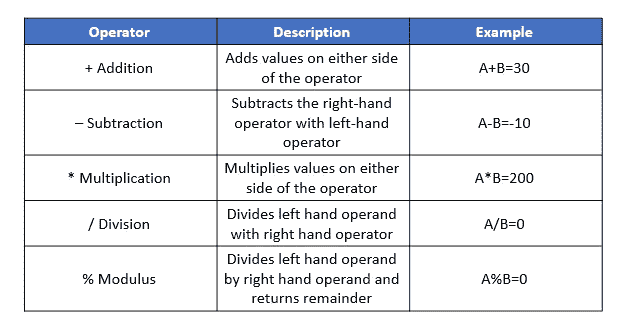 Operator Description Example
+ Addition
Adds values on either side
of the operator
A+B=30
– Subtraction
Subtracts the right-hand
operator with left-hand
operator
A-B=-10
* Multiplication
Multiplies values on either
side of the operator
A*B=200
/ Division
Divides left hand operand
with right hand operator
A/B=0
% Modulus
Divides left hand operand
by right hand operand and
returns remainder
A%B=0